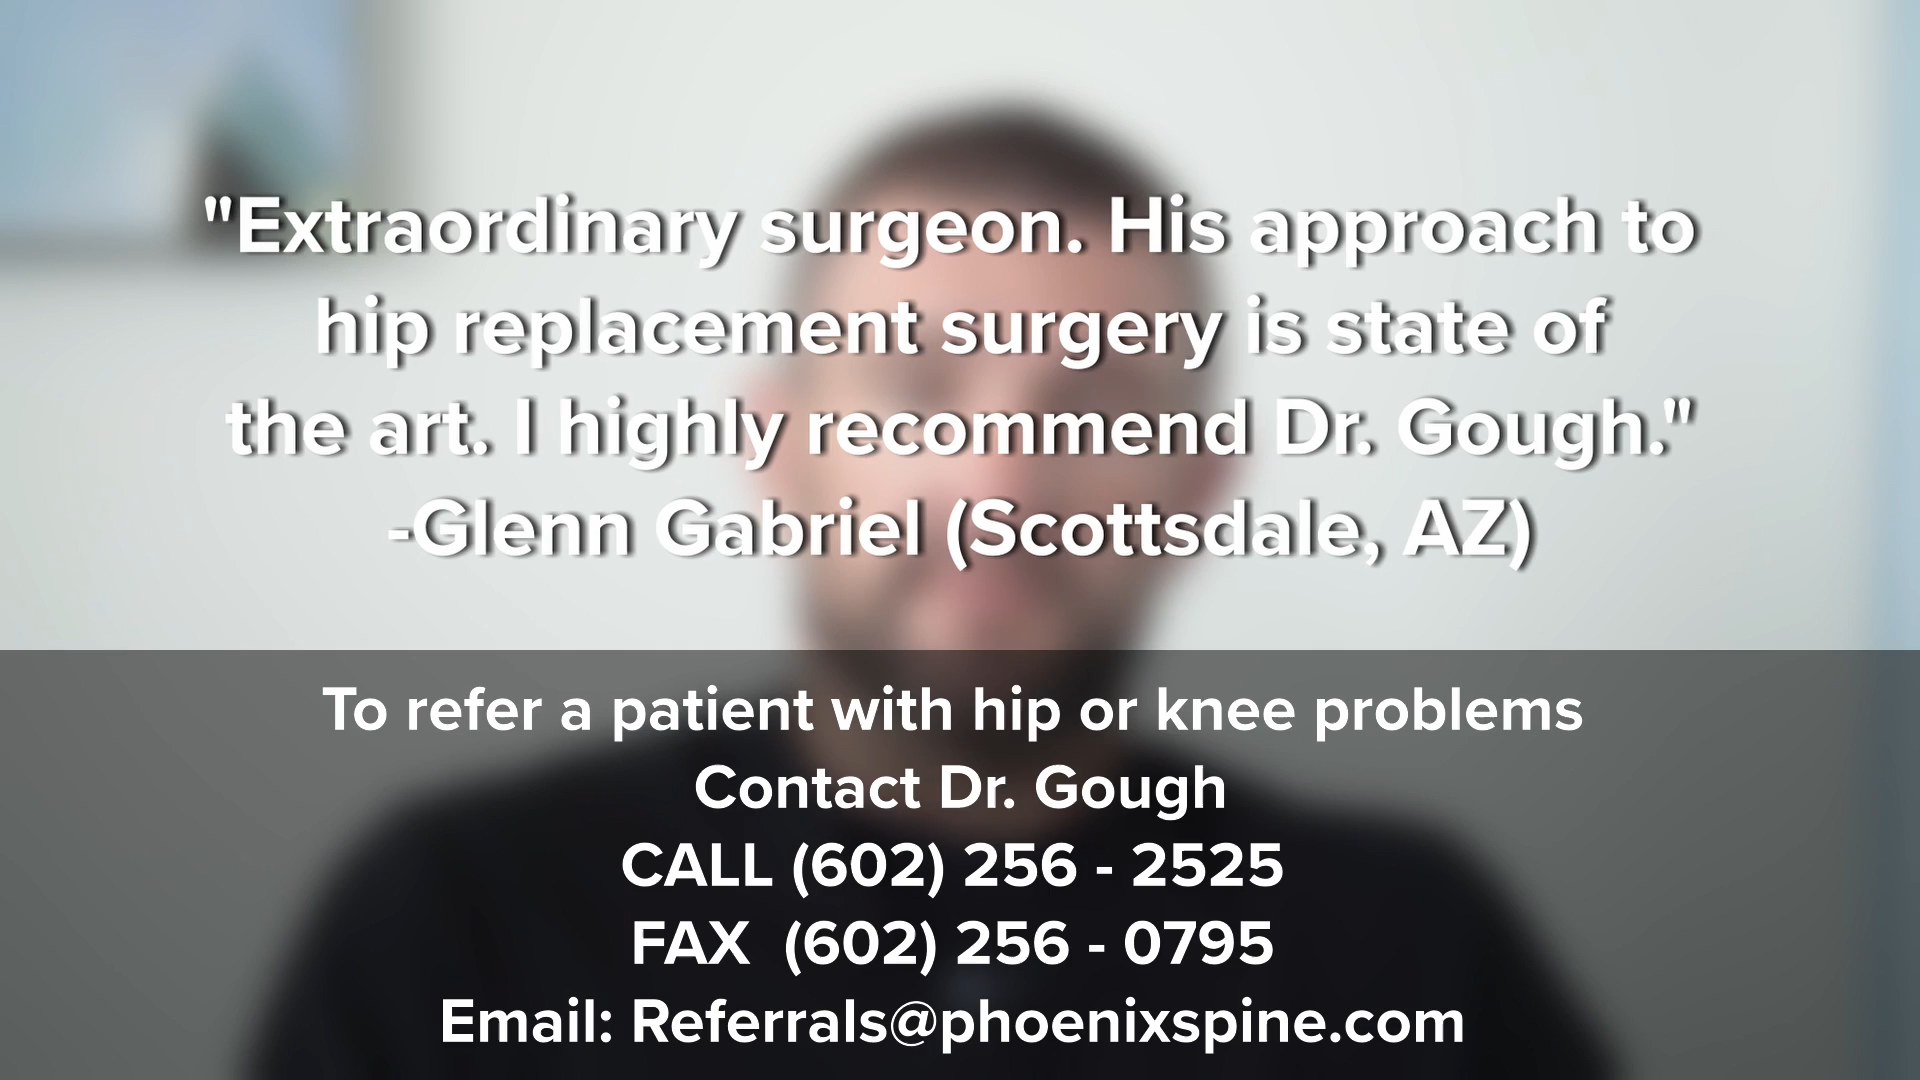 "Extraordinary surgeon. His approach to
hip replacement surgery is state of
the art. I highly recommend Dr. Gough."
-Glenn Gabriel (Scottsdale, AZ)
To refer a patient with hip or knee problems
Contact Dr. Gough
CALL (602) 256 - 2525
FAX (602) 256 - 0795
Email: Referrals@phoenixspine.com